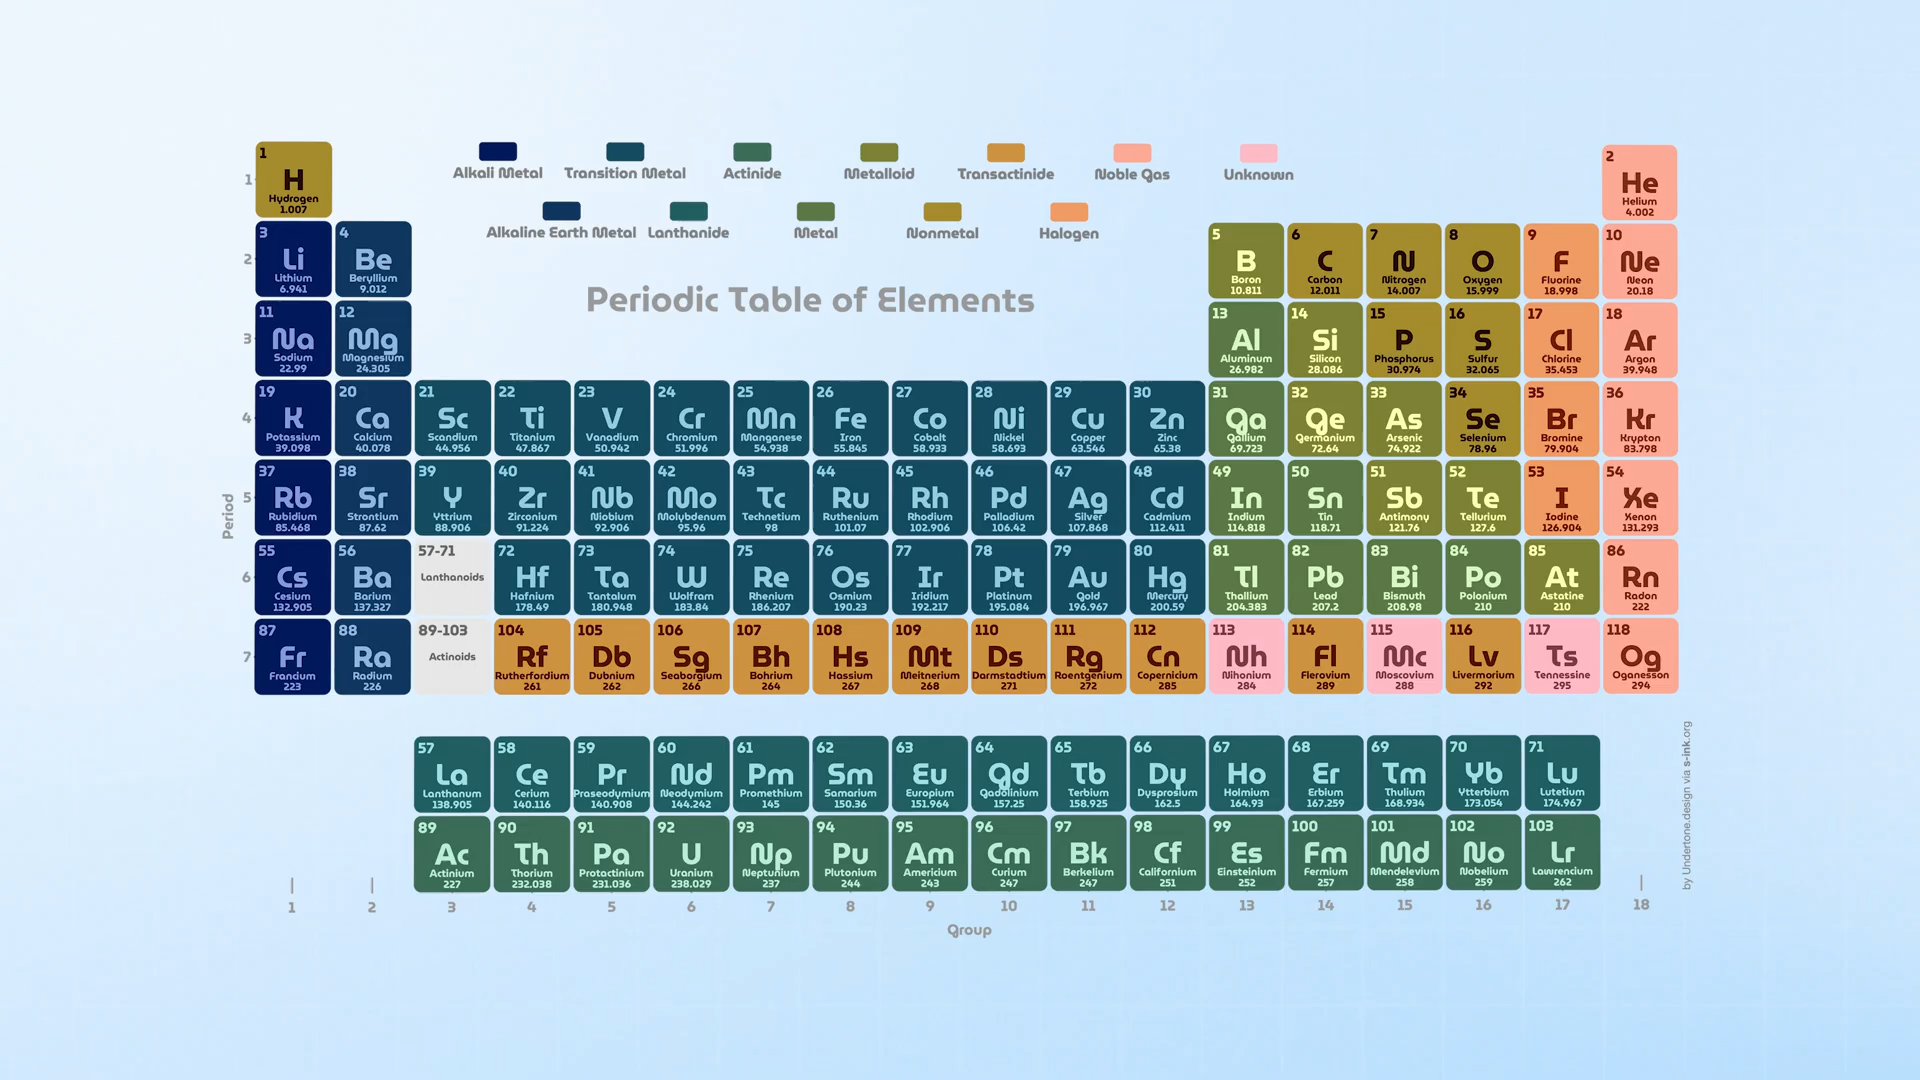 Alkali Metal Transition Metal Actinide Metalloid Transactinide Noble Gas Unknown
Alkaline Earth Metal Lanthanide Metal Nonmetal Halogen
Periodic Table of Elements
Period
1
1 H Hydrogen 1.007
2 He Helium 4.002
2
3 Li Lithium 6.941
4 Be Beryllium 9.012
5 B Boron 10.811
6 C Carbon 12.011
7 N Nitrogen 14.007
8 O Oxygen 15.999
9 F Fluorine 18.998
10 Ne Neon 20.18
3
11 Na Sodium 22.99
12 Mg Magnesium 24.305
13 Al Aluminum 26.982
14 Si Silicon 28.086
15 P Phosphorus 30.974
16 S Sulfur 32.065
17 Cl Chlorine 35.453
18 Ar Argon 39.948
4
19 K Potassium 39.098
20 Ca Calcium 40.078
21 Sc Scandium 44.956
22 Ti Titanium 47.867
23 V Vanadium 50.942
24 Cr Chromium 51.996
25 Mn Manganese 54.938
26 Fe Iron 55.845
27 Co Cobalt 58.933
28 Ni Nickel 58.693
29 Cu Copper 63.546
30 Zn Zinc 65.38
31 Ga Gallium 69.723
32 Ge Germanium 72.64
33 As Arsenic 74.922
34 Se Selenium 78.96
35 Br Bromine 79.904
36 Kr Krypton 83.798
5
37 Rb Rubidium 85.468
38 Sr Strontium 87.62
39 Y Yttrium 88.906
40 Zr Zirconium 91.224
41 Nb Niobium 92.906
42 Mo Molybdenum 95.96
43 Tc Technetium 98
44 Ru Ruthenium 101.07
45 Rh Rhodium 102.906
46 Pd Palladium 106.42
47 Ag Silver 107.868
48 Cd Cadmium 112.411
49 In Indium 114.818
50 Sn Tin 118.71
51 Sb Antimony 121.76
52 Te Tellurium 127.6
53 I Iodine 126.904
54 Xe Xenon 131.293
6
55 Cs Cesium 132.905
56 Ba Barium 137.327
57-71 Lanthanoids
72 Hf Hafnium 178.49
73 Ta Tantalum 180.948
74 W Wolfram 183.84
75 Re Rhenium 186.207
76 Os Osmium 190.23
77 Ir Iridium 192.217
78 Pt Platinum 195.084
79 Au Gold 196.967
80 Hg Mercury 200.59
81 Tl Thallium 204.383
82 Pb Lead 207.2
83 Bi Bismuth 208.98
84 Po Polonium 210
85 At Astatine 210
86 Rn Radon 222
7
87 Fr Francium 223
88 Ra Radium 226
89-103 Actinoids
104 Rf Rutherfordium 261
105 Db Dubnium 262
106 Sg Seaborgium 266
107 Bh Bohrium 264
108 Hs Hassium 267
109 Mt Meitnerium 268
110 Ds Darmstadtium 271
111 Rg Roentgenium 272
112 Cn Copernicium 285
113 Nh Nihonium 284
114 Fl Flerovium 289
115 Mc Moscovium 288
116 Lv Livermorium 292
117 Ts Tennessine 295
118 Og Oganesson 294
57 La Lanthanum 138.905
58 Ce Cerium 140.116
59 Pr Praseodymium 140.908
60 Nd Neodymium 144.242
61 Pm Promethium 145
62 Sm Samarium 150.36
63 Eu Europium 151.964
64 Gd Gadolinium 157.25
65 Tb Terbium 158.925
66 Dy Dysprosium 162.5
67 Ho Holmium 164.93
68 Er Erbium 167.259
69 Tm Thulium 168.934
70 Yb Ytterbium 173.054
71 Lu Lutetium 174.967
89 Ac Actinium 227
90 Th Thorium 232.038
91 Pa Protactinium 231.036
92 U Uranium 238.029
93 Np Neptunium 237
94 Pu Plutonium 244
95 Am Americium 243
96 Cm Curium 247
97 Bk Berkelium 247
98 Cf Californium 251
99 Es Einsteinium 252
100 Fm Fermium 257
101 Md Mendelevium 258
102 No Nobelium 259
103 Lr Lawrencium 262
1 2 3 4 5 6 7 8 9 10 11 12 13 14 15 16 17 18
Group
by Undertone.design via s-ink.org